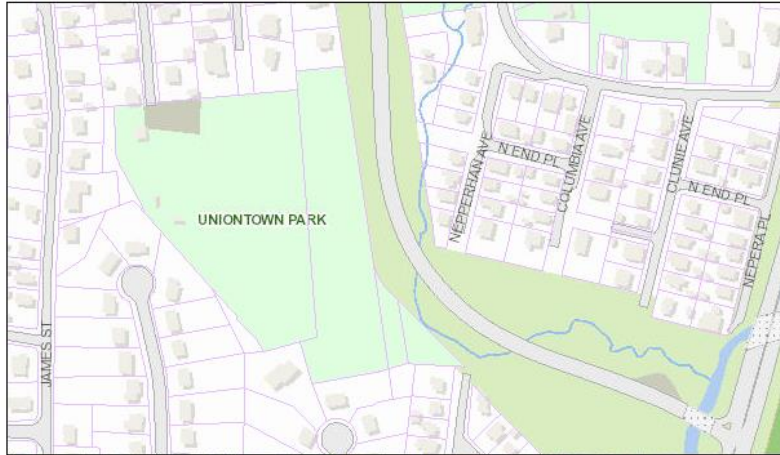 UNIONTOWN PARK
JAMES ST
NEPPERHAN AVE
N END PL
COLUMBIA AVE
CLUNIE AVE
N END PL
NEPERA PL